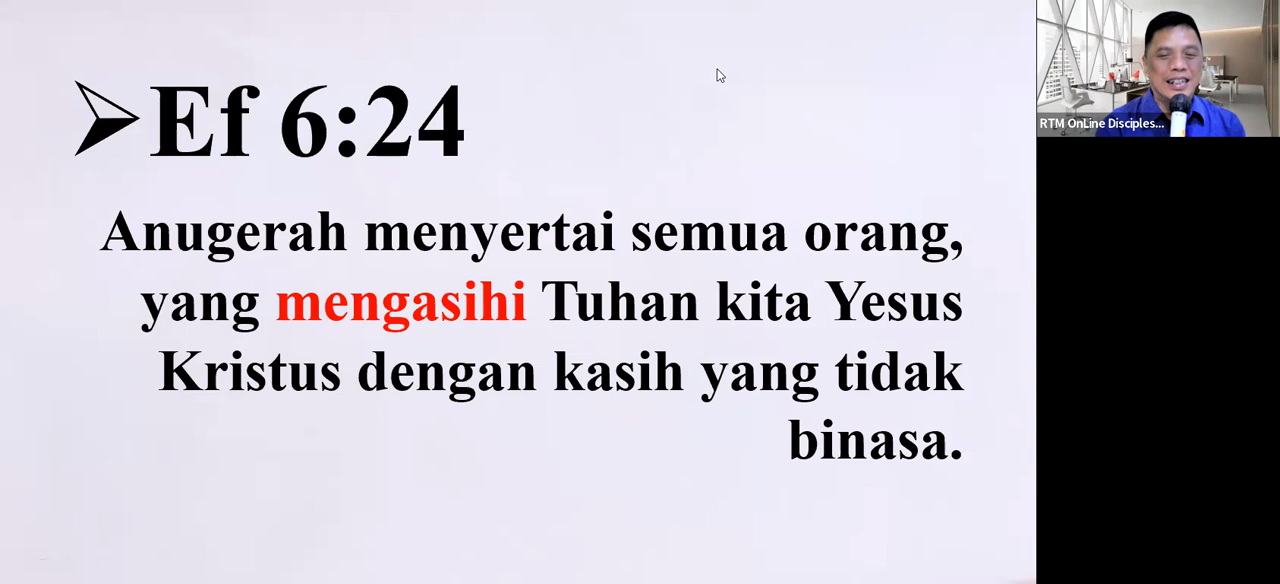 Ef 6:24
Anugerah menyertai semua orang,
yang mengasihi Tuhan kita Yesus
Kristus dengan kasih yang tidak
binasa.
RTM OnLine Disciples...